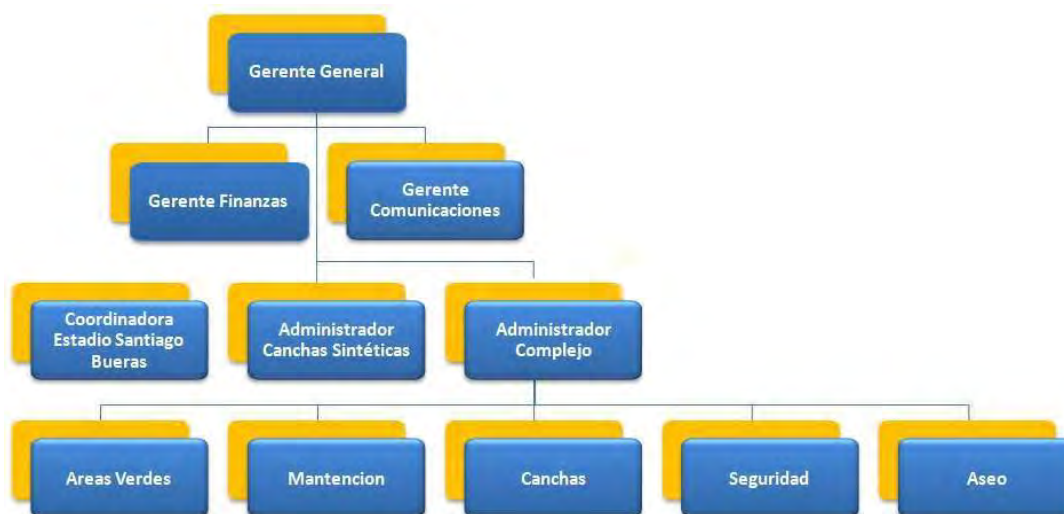 Gerente General
Gerente Finanzas
Gerente
Comunicaciones
Coordinadora
Estadio Santiago
Bueras
Administrador
Canchas Sintéticas
Administrador
Complejo
Areas Verdes
Mantencion
Canchas
Seguridad
Aseo